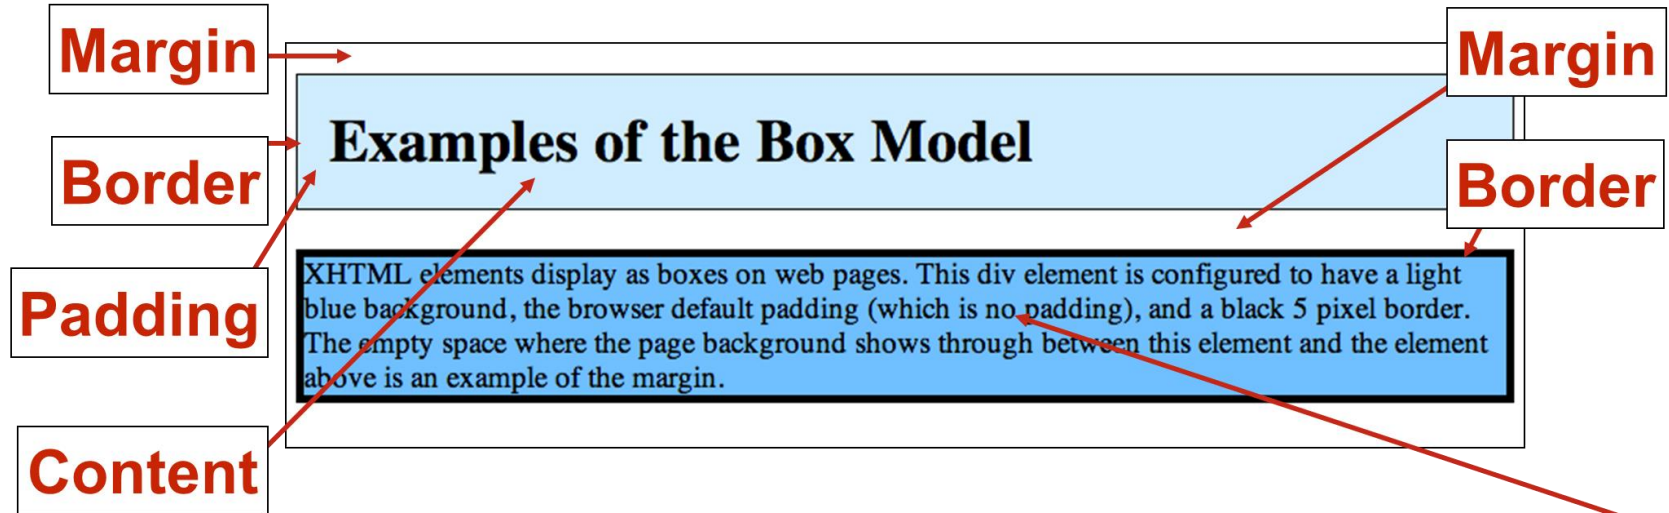 Margin
Margin
Examples of the Box Model
Border
Border
XHTML elements display as boxes on web pages. This div element is configured to have a light
blue background, the browser default padding (which is no padding), and a black 5 pixel border.
The empty space where the page background shows through between this element and the element
above is an example of the margin.
Padding
Content